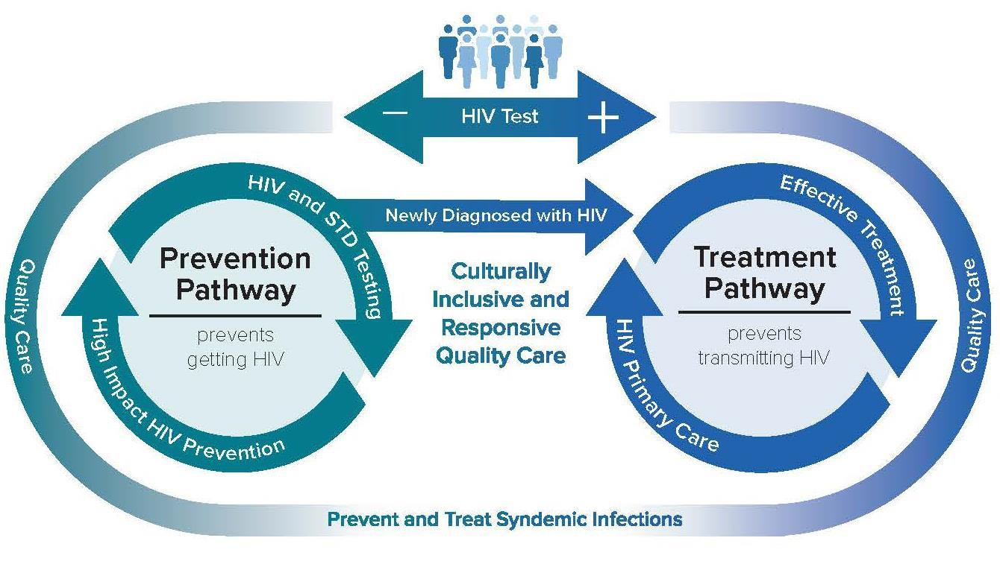 − HIV Test +
HIV and STD Testing
Newly Diagnosed with HIV
Effective Treatment
Quality Care
Prevention
Pathway
prevents
getting HIV
High Impact HIV Prevention
Culturally
Inclusive and
Responsive
Quality Care
Treatment
Pathway
prevents
transmitting HIV
HIV Primary Care
Quality Care
Prevent and Treat Syndemic Infections